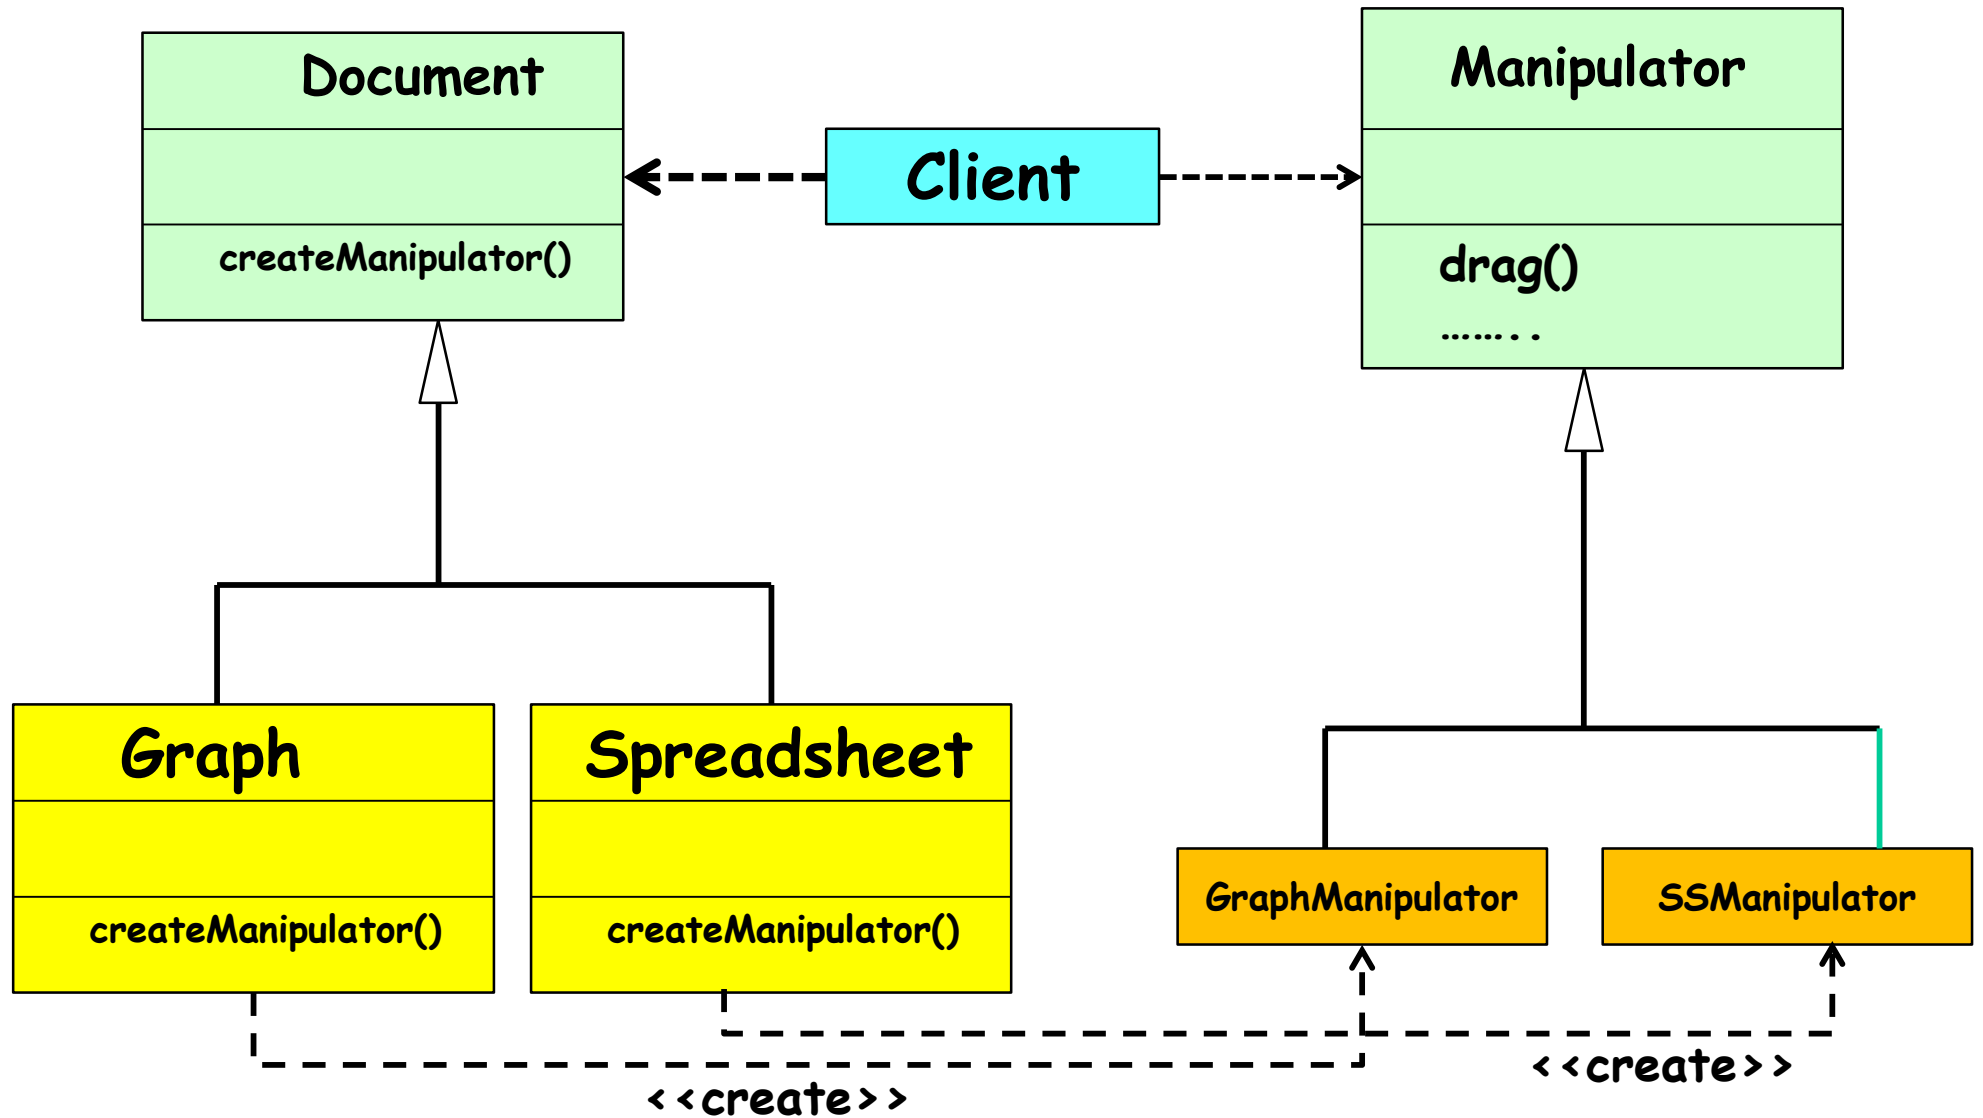 Document
createManipulator()
Client
Manipulator
drag()
........
Graph
createManipulator()
Spreadsheet
createManipulator()
GraphManipulator
SSManipulator
<<create>>
<<create>>